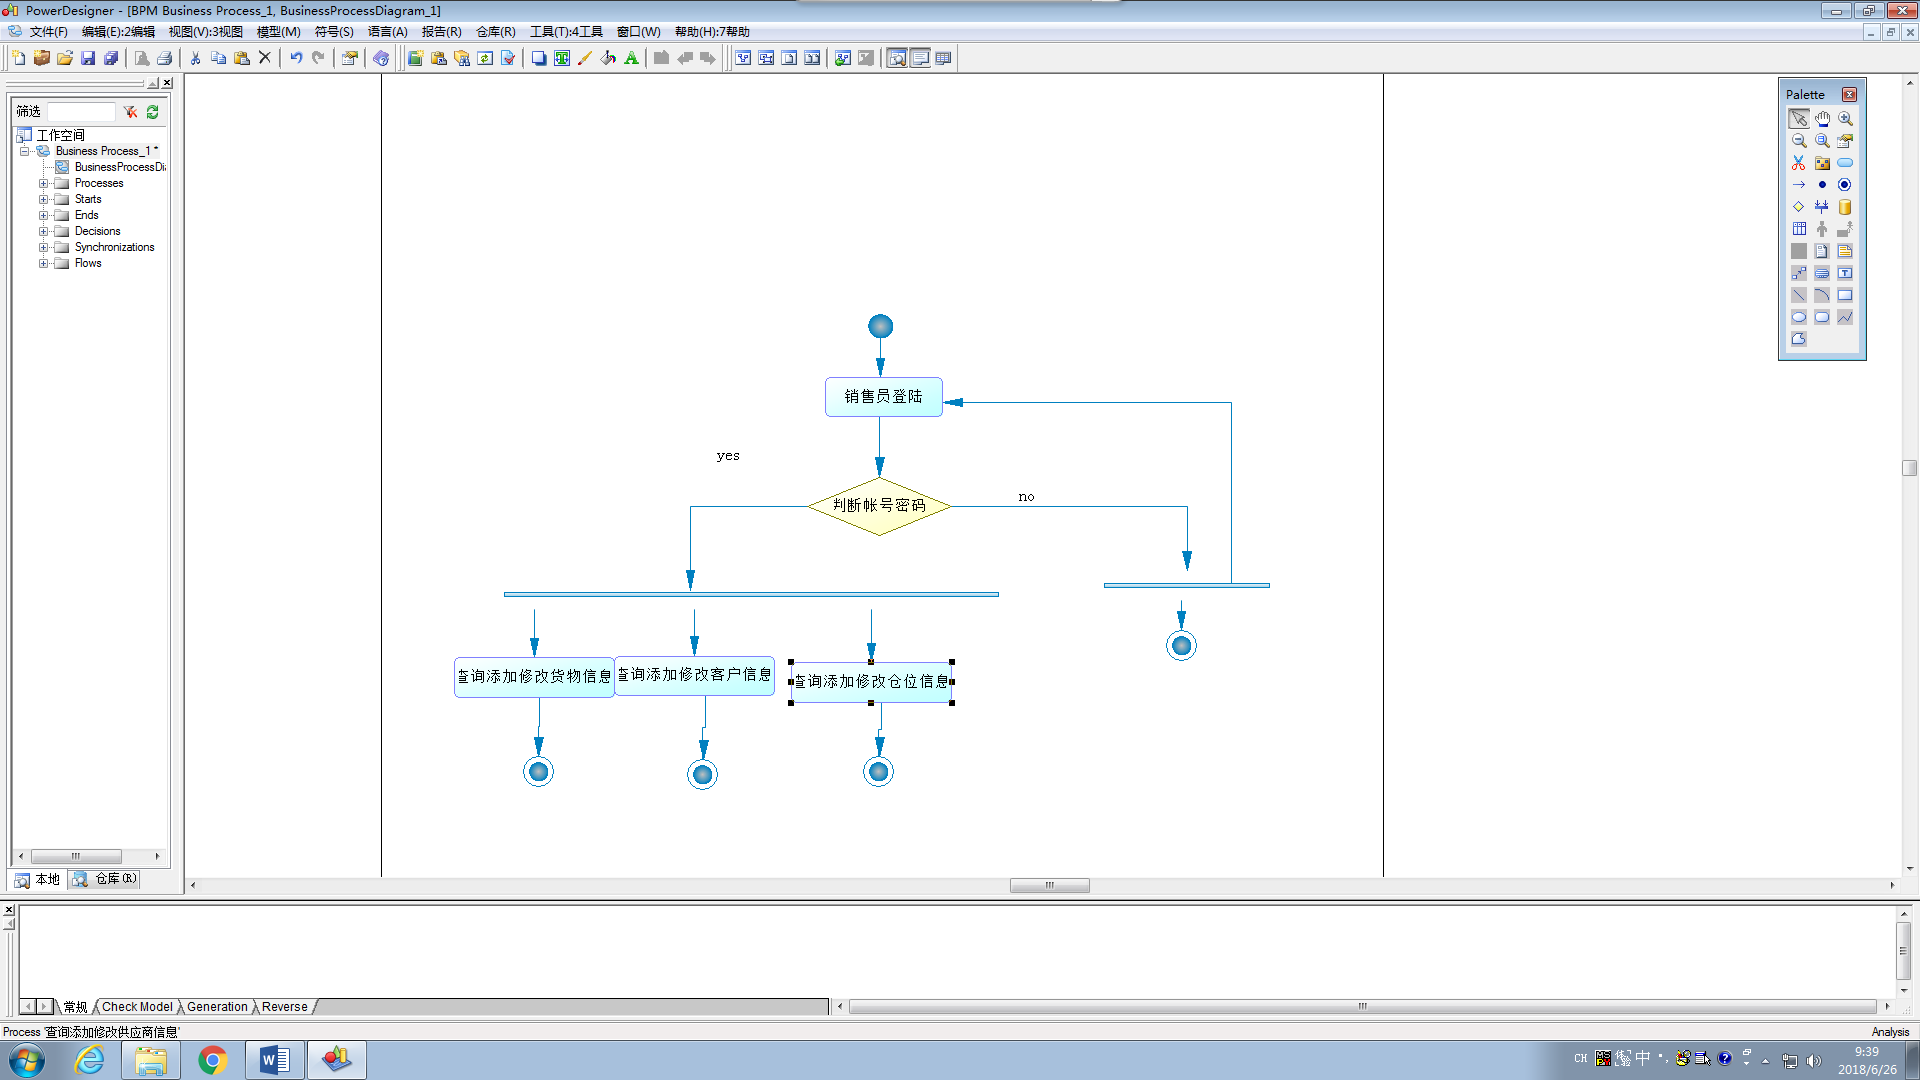 PowerDesigner - [BPM Business Process_1, BusinessProcessDiagram_1]
文件(F) 编辑(E):2编辑 视图(V):3视图 模型(M) 符号(S) 语言(A) 报告(R) 仓库(R) 工具(T):4工具 窗口(W) 帮助(H):7帮助
筛选
工作空间
Business Process_1 *
BusinessProcessDi
Processes
Starts
Ends
Decisions
Synchronizations
Flows
本地 仓库(R)
Palette
销售员登陆
yes
判断帐号密码
no
查询添加修改货物信息
查询添加修改客户信息
查询添加修改仓位信息
常规 Check Model Generation Reverse
Process '查询添加修改供应商信息'
Analysis
CH 中
9:39
2018/6/26